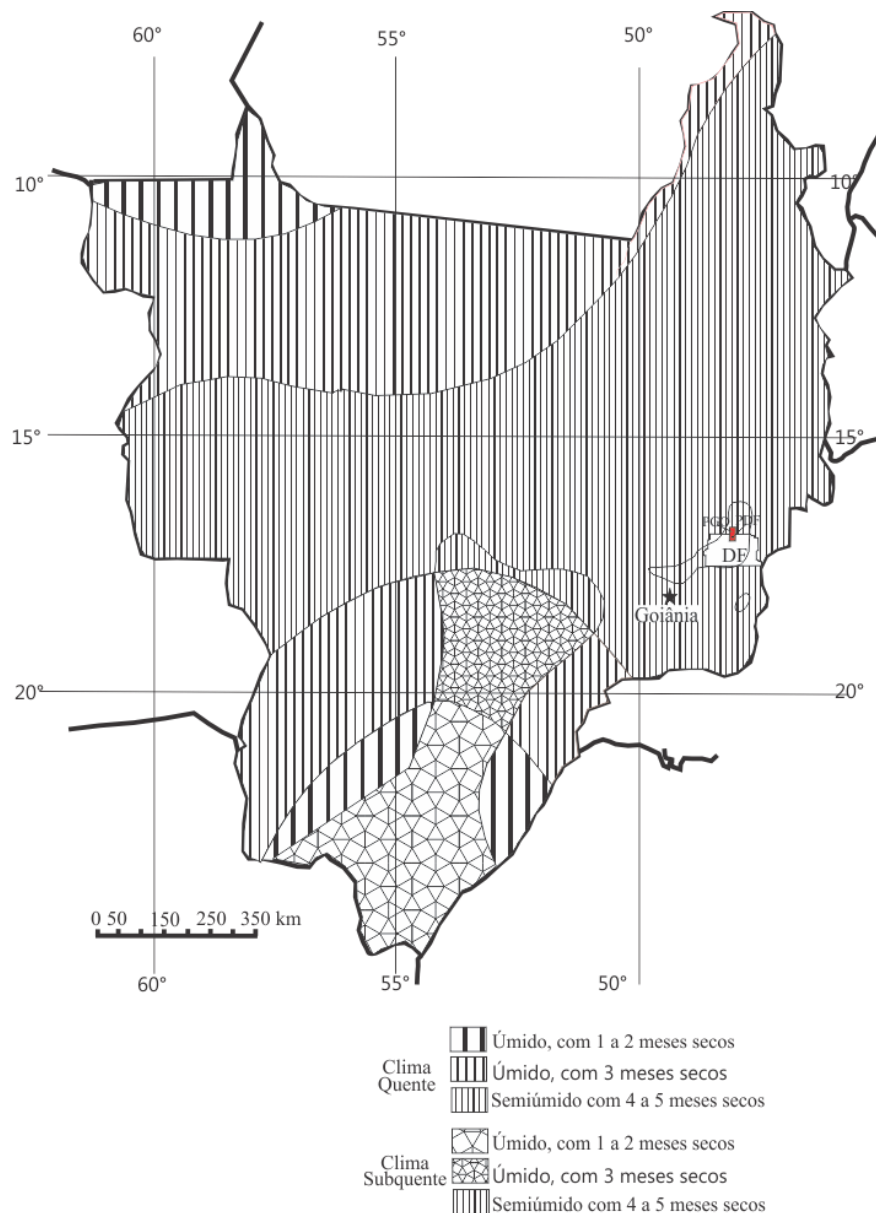 60° 55° 50°
10° 10°
15° 15°
PGO PDF
DF
Goiânia
20° 20°
0 50 150 250 350 km
60° 55° 50°
Úmido, com 1 a 2 meses secos
Clima
Quente
Úmido, com 3 meses secos
Semiúmido com 4 a 5 meses secos
Úmido, com 1 a 2 meses secos
Clima
Subquente
Úmido, com 3 meses secos
Semiúmido com 4 a 5 meses secos